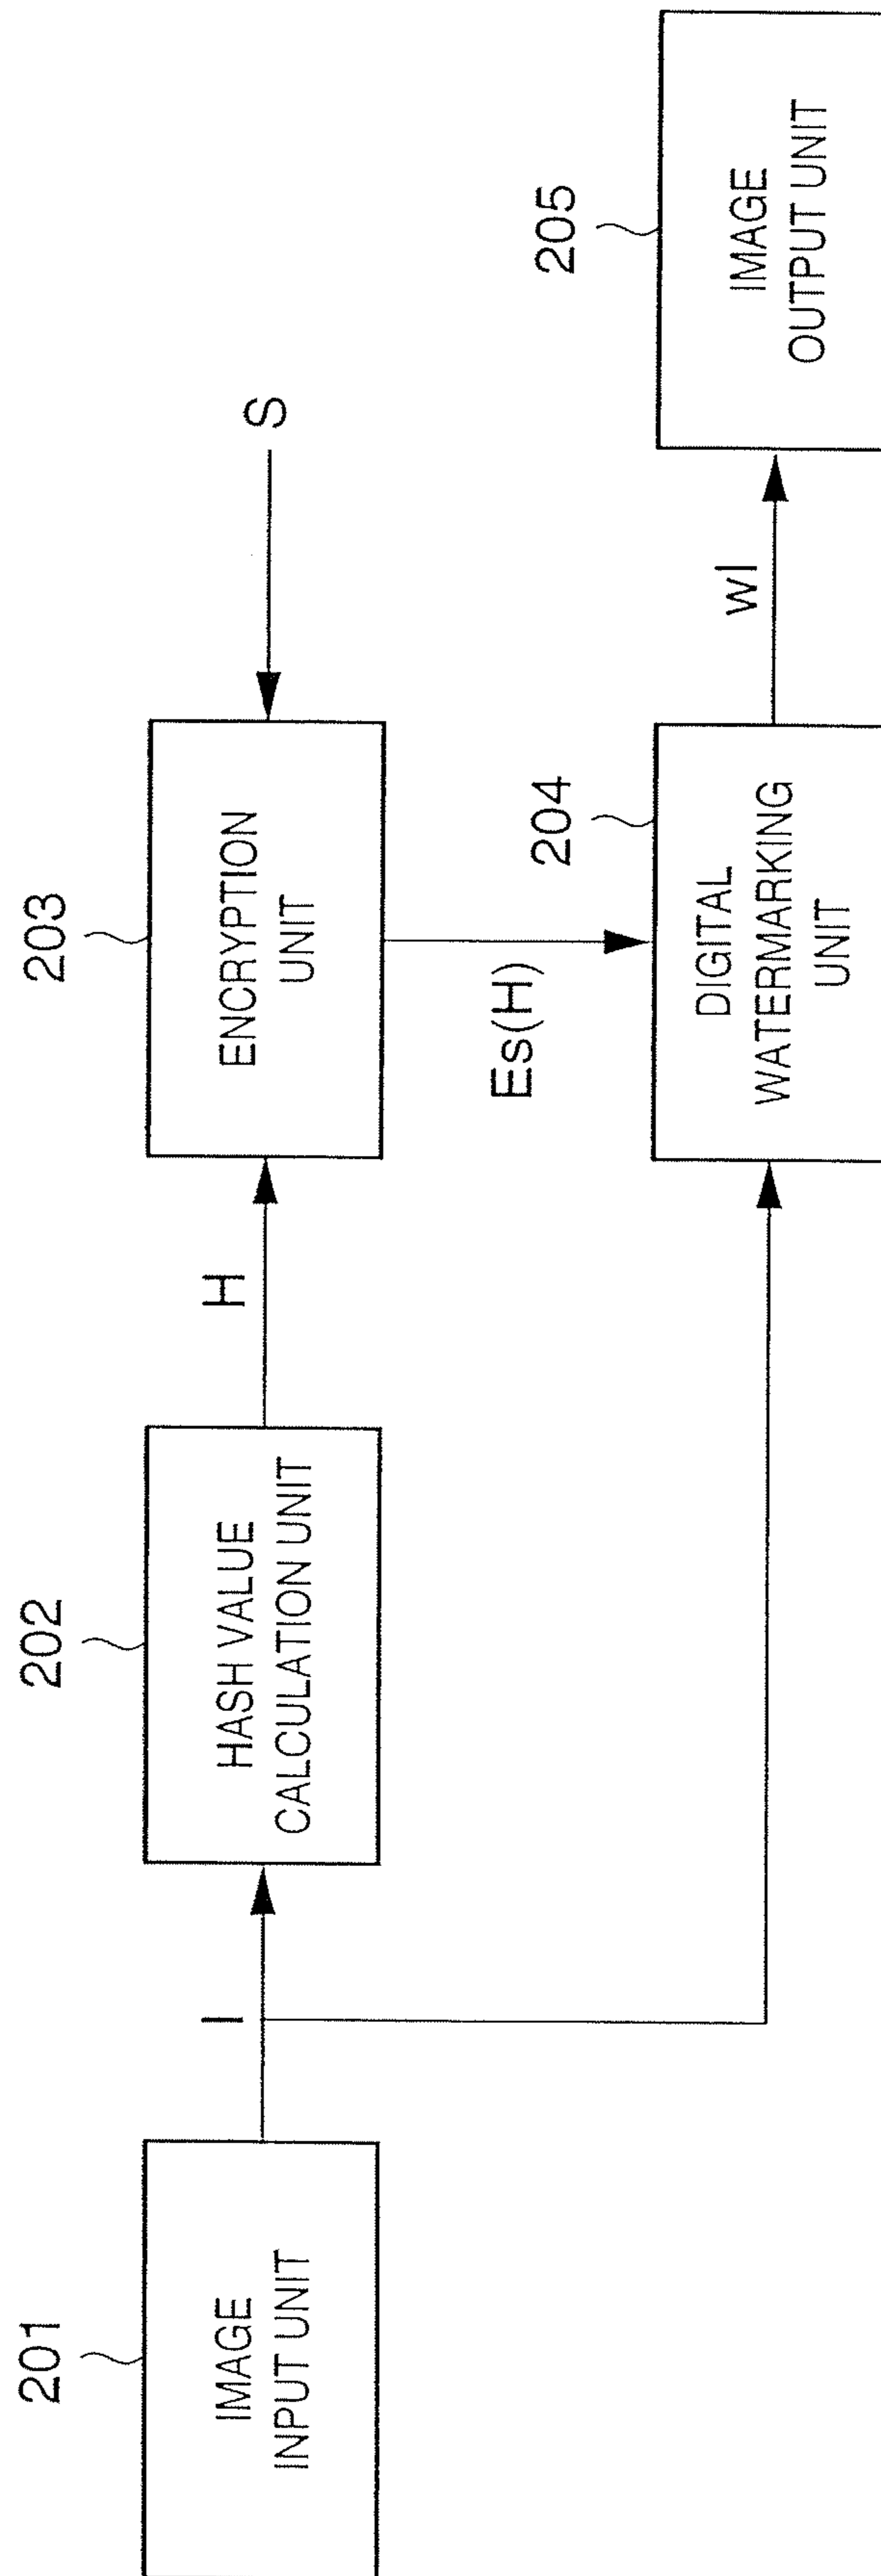 201
IMAGE
INPUT UNIT
I
202
HASH VALUE
CALCULATION UNIT
H
203
ENCRYPTION
UNIT
S
Es(H)
204
DIGITAL
WATERMARKING
UNIT
wI
205
IMAGE
OUTPUT UNIT